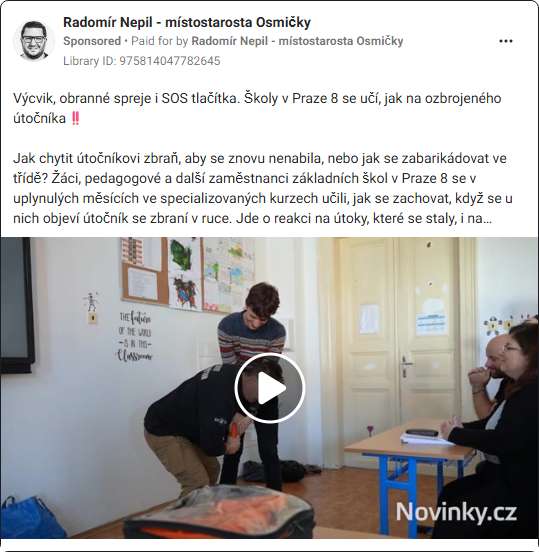 Radomír Nepil - místostarosta Osmičky
Sponsored • Paid for by Radomír Nepil - místostarosta Osmičky
Library ID: 975814047782645
Výcvik, obranné spreje i SOS tlačítka. Školy v Praze 8 se učí, jak na ozbrojeného
útočníka‼️
Jak chytit útočníkovi zbraň, aby se znovu nenabila, nebo jak se zabarikádovat ve
třídě? Žáci, pedagogové a další zaměstnanci základních škol v Praze 8 se v
uplynulých měsících ve specializovaných kurzech učili, jak se zachovat, když se u
nich objeví útočník se zbraní v ruce. Jde o reakci na útoky, které se staly, i na...
THE future
OF THE WORLD
IS IN THIS
Classroom
Novinky.cz